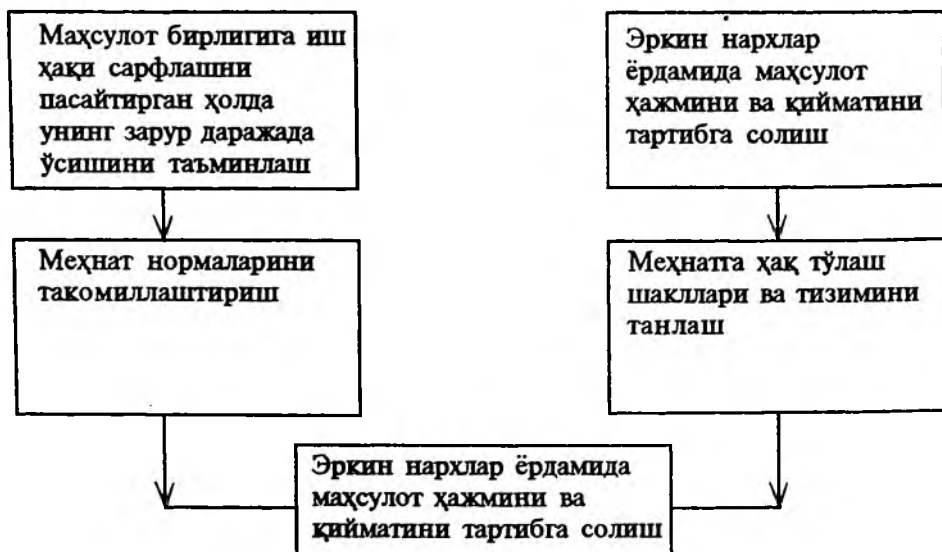 Маҳсулот бирлигига иш
ҳақи сарфлашни
пасайтирган ҳолда
унинг зарур даражада
ўсишини таъминлаш
Эркин нархлар
ёрдамида маҳсулот
ҳажмини ва қийматини
тартибга солиш
Меҳнат нормаларини
такомиллаштириш
Меҳнатга ҳақ тўлаш
шакллари ва тизимини
танлаш
Эркин нархлар ёрдамида
маҳсулот ҳажмини ва
қийматини тартибга солиш